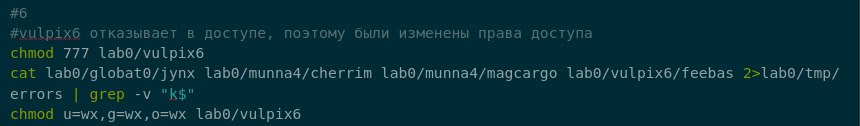 #6
#vulpix6 отказывает в доступе, поэтому были изменены права доступа
chmod 777 lab0/vulpix6
cat lab0/globat0/jynx lab0/munna4/cherrim lab0/munna4/magcargo lab0/vulpix6/feebas 2>lab0/tmp/
errors | grep -v "k$"
chmod u=wx,g=wx,o=wx lab0/vulpix6